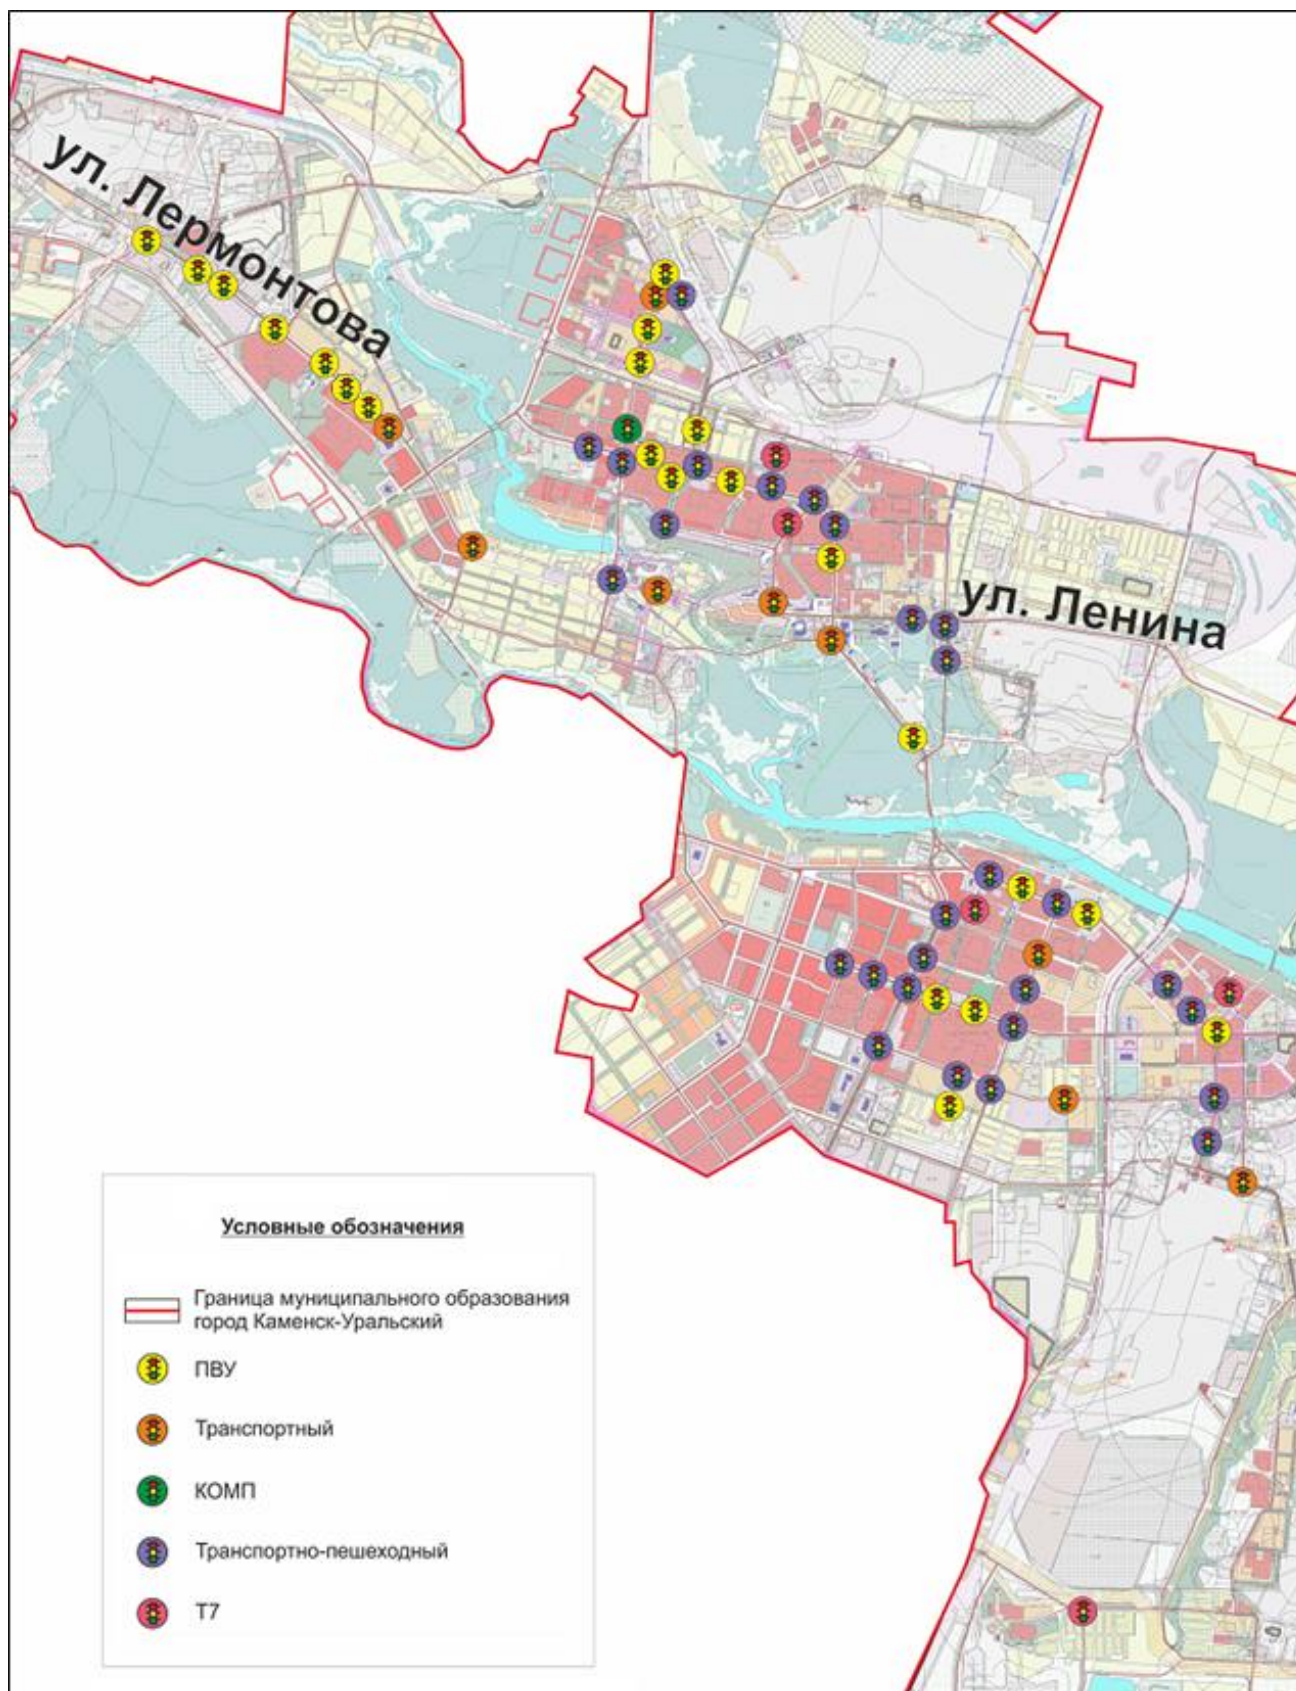 ул. Лермонтова
ул. Ленина
Условные обозначения
Граница муниципального образования
город Каменск-Уральский
ПВУ
Транспортный
КОМП
Транспортно-пешеходный
Т7